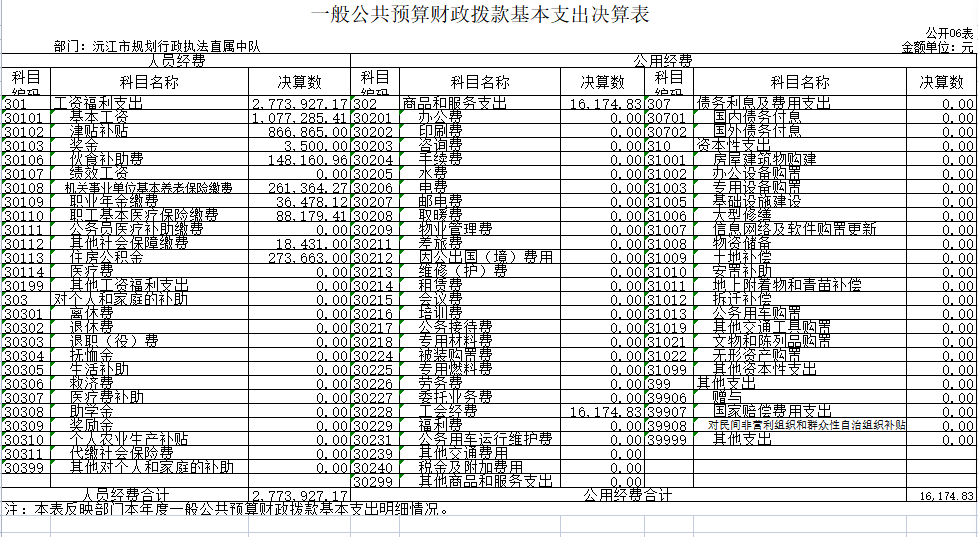 一般公共预算财政拨款基本支出决算表
公开06表
部门：沅江市规划行政执法直属中队 金额单位：元
人员经费 公用经费
科目编码 科目名称 决算数 科目编码 科目名称 决算数 科目编码 科目名称 决算数
301 工资福利支出 2,773,927.17 302 商品和服务支出 16,174.83 307 债务利息及费用支出 0.00
30101 基本工资 1,077,285.41 30201 办公费 0.00 30701 国内债务付息 0.00
30102 津贴补贴 866,865.00 30202 印刷费 0.00 30702 国外债务付息 0.00
30103 奖金 3,500.00 30203 咨询费 0.00 310 资本性支出 0.00
30106 伙食补助费 148,160.96 30204 手续费 0.00 31001 房屋建筑物购建 0.00
30107 绩效工资 0.00 30205 水费 0.00 31002 办公设备购置 0.00
30108 机关事业单位基本养老保险缴费 261,364.27 30206 电费 0.00 31003 专用设备购置 0.00
30109 职业年金缴费 36,478.12 30207 邮电费 0.00 31005 基础设施建设 0.00
30110 职工基本医疗保险缴费 88,179.41 30208 取暖费 0.00 31006 大型修缮 0.00
30111 公务员医疗补助缴费 0.00 30209 物业管理费 0.00 31007 信息网络及软件购置更新 0.00
30112 其他社会保障缴费 18,431.00 30211 差旅费 0.00 31008 物资储备 0.00
30113 住房公积金 273,663.00 30212 因公出国（境）费用 0.00 31009 土地补偿 0.00
30114 医疗费 0.00 30213 维修（护）费 0.00 31010 安置补助 0.00
30199 其他工资福利支出 0.00 30214 租赁费 0.00 31011 地上附着物和青苗补偿 0.00
303 对个人和家庭的补助 0.00 30215 会议费 0.00 31012 拆迁补偿 0.00
30301 离休费 0.00 30216 培训费 0.00 31013 公务用车购置 0.00
30302 退休费 0.00 30217 公务接待费 0.00 31019 其他交通工具购置 0.00
30303 退职（役）费 0.00 30218 专用材料费 0.00 31021 文物和陈列品购置 0.00
30304 抚恤金 0.00 30224 被装购置费 0.00 31022 无形资产购置 0.00
30305 生活补助 0.00 30225 专用燃料费 0.00 31099 其他资本性支出 0.00
30306 救济费 0.00 30226 劳务费 0.00 399 其他支出 0.00
30307 医疗费补助 0.00 30227 委托业务费 0.00 39906 赠与 0.00
30308 助学金 0.00 30228 工会经费 16,174.83 39907 国家赔偿费用支出 0.00
30309 奖励金 0.00 30229 福利费 0.00 39908 对民间非营利组织和群众性自治组织补贴 0.00
30310 个人农业生产补贴 0.00 30231 公务用车运行维护费 0.00 39999 其他支出 0.00
30311 代缴社会保险费 0.00 30239 其他交通费用 0.00
30399 其他对个人和家庭的补助 0.00 30240 税金及附加费用 0.00
30299 其他商品和服务支出 0.00
人员经费合计 2,773,927.17 公用经费合计 16,174.83
注：本表反映部门本年度一般公共预算财政拨款基本支出明细情况。